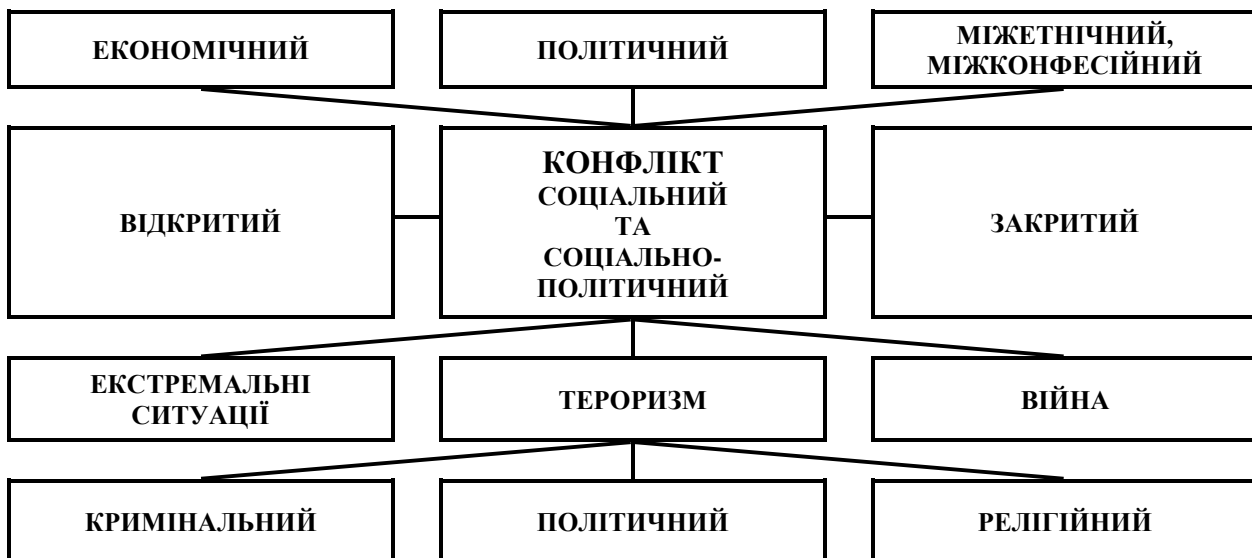 ЕКОНОМІЧНИЙ
ПОЛІТИЧНИЙ
МІЖЕТНІЧНИЙ,
МІЖКОНФЕСІЙНИЙ
ВІДКРИТИЙ
КОНФЛІКТ
СОЦІАЛЬНИЙ
ТА
СОЦІАЛЬНО-
ПОЛІТИЧНИЙ
ЗАКРИТИЙ
ЕКСТРЕМАЛЬНІ
СИТУАЦІЇ
ТЕРОРИЗМ
ВІЙНА
КРИМІНАЛЬНИЙ
ПОЛІТИЧНИЙ
РЕЛІГІЙНИЙ